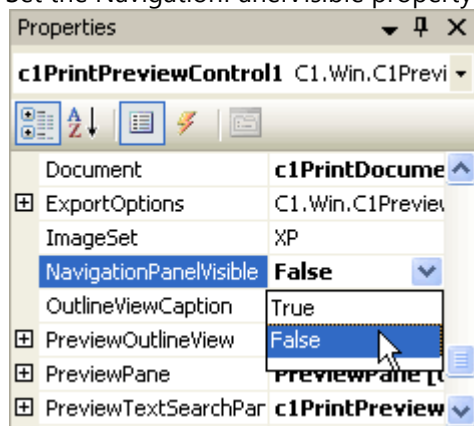 Set the NavigationPanelVisible property
Properties
c1PrintPreviewControl1 C1.Win.C1Previ
Document c1PrintDocume
ExportOptions C1.Win.C1Preview
ImageSet XP
NavigationPanelVisible False
OutlineViewCaption True
PreviewOutlineView False
PreviewPane PreviewPane [
PreviewTextSearchPar c1PrintPreview